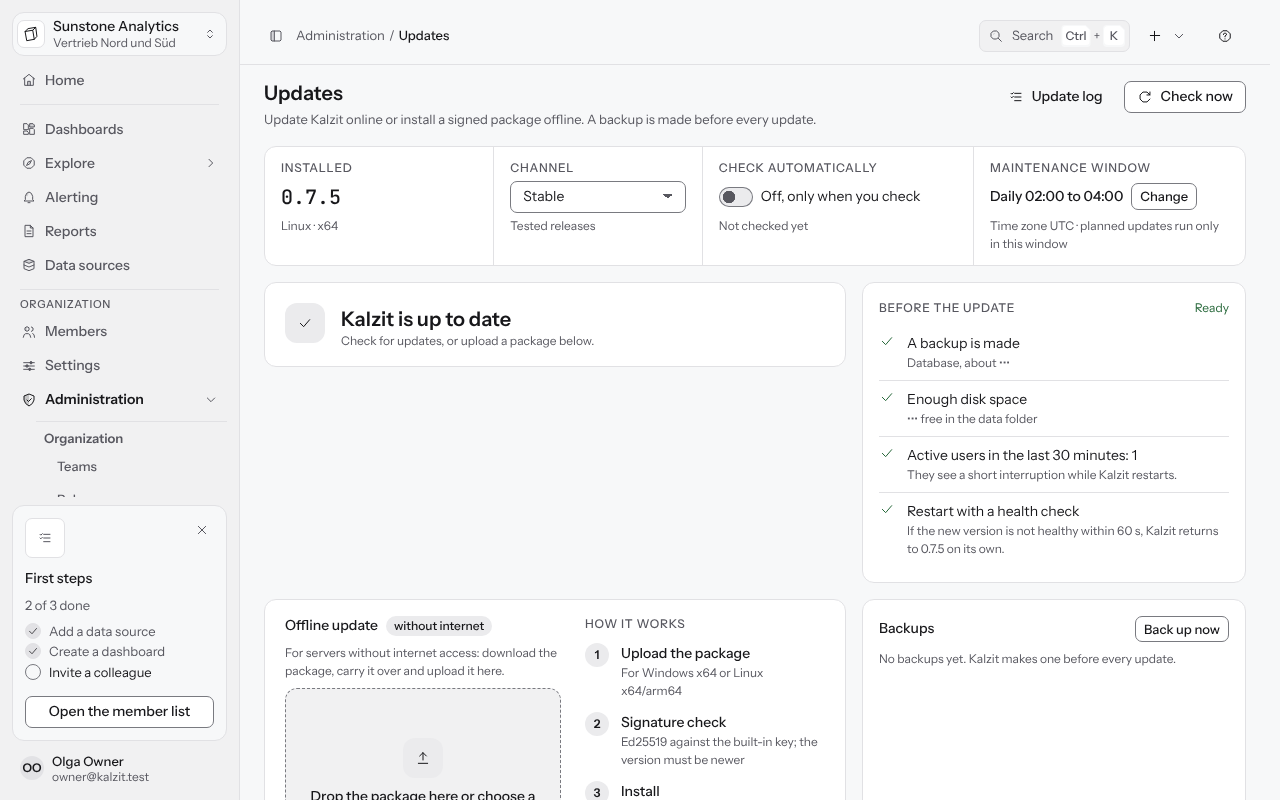 Sunstone Analytics
Vertrieb Nord und Süd
Home
Dashboards
Explore
Alerting
Reports
Data sources
ORGANIZATION
Members
Settings
Administration
Organization
Teams
First steps
2 of 3 done
Add a data source
Create a dashboard
Invite a colleague
Open the member list
OO
Olga Owner
owner@kalzit.test
Administration / Updates
Search Ctrl + K
Updates
Update Kalzit online or install a signed package offline. A backup is made before every update.
Update log
Check now
INSTALLED
0.7.5
Linux · x64
CHANNEL
Stable
Tested releases
CHECK AUTOMATICALLY
Off, only when you check
Not checked yet
MAINTENANCE WINDOW
Daily 02:00 to 04:00 Change
Time zone UTC · planned updates run only
in this window
Kalzit is up to date
Check for updates, or upload a package below.
BEFORE THE UPDATE Ready
A backup is made
Database, about ···
Enough disk space
··· free in the data folder
Active users in the last 30 minutes: 1
They see a short interruption while Kalzit restarts.
Restart with a health check
If the new version is not healthy within 60 s, Kalzit returns
to 0.7.5 on its own.
Offline update without internet
For servers without internet access: download the
package, carry it over and upload it here.
Drop the package here or choose a
HOW IT WORKS
1 Upload the package
For Windows x64 or Linux
x64/arm64
2 Signature check
Ed25519 against the built-in key; the
version must be newer
3 Install
Backups
Back up now
No backups yet. Kalzit makes one before every update.